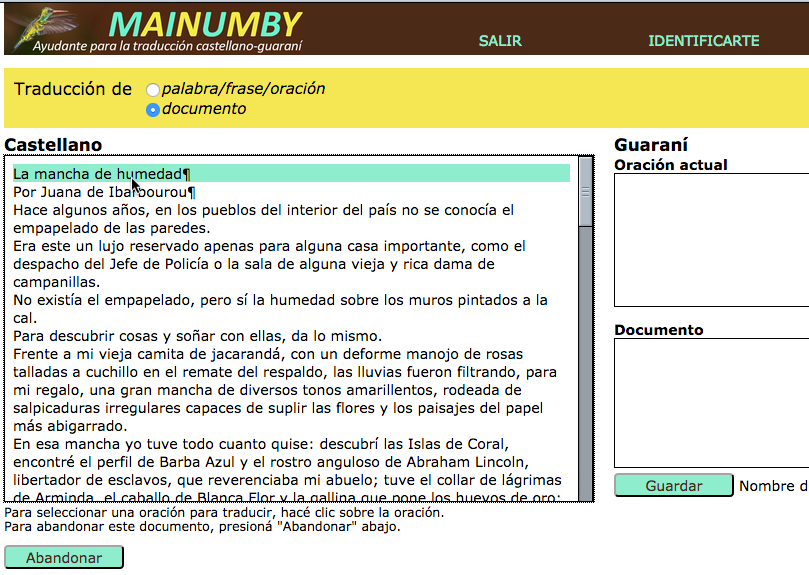 MAINUMBY
Ayudante para la traducción castellano-guaraní
SALIR
IDENTIFICARTE
Traducción de
palabra/frase/oración
documento
Castellano
La mancha de humedad¶
Por Juana de Ibarbourou¶
Hace algunos años, en los pueblos del interior del país no se conocía el
empapelado de las paredes.
Era este un lujo reservado apenas para alguna casa importante, como el
despacho del Jefe de Policía o la sala de alguna vieja y rica dama de
campanillas.
No existía el empapelado, pero sí la humedad sobre los muros pintados a la
cal.
Para descubrir cosas y soñar con ellas, da lo mismo.
Frente a mi vieja camita de jacarandá, con un deforme manojo de rosas
talladas a cuchillo en el remate del respaldo, las lluvias fueron filtrando, para
mi regalo, una gran mancha de diversos tonos amarillentos, rodeada de
salpicaduras irregulares capaces de suplir las flores y los paisajes del papel
más abigarrado.
En esa mancha yo tuve todo cuanto quise: descubrí las Islas de Coral,
encontré el perfil de Barba Azul y el rostro anguloso de Abraham Lincoln,
libertador de esclavos, que reverenciaba mi abuelo; tuve el collar de lágrimas
de Arminda, el caballo de Blanca Flor y la gallina que pone los huevos de oro;
Para seleccionar una oración para traducir, hacé clic sobre la oración.
Para abandonar este documento, presioná "Abandonar" abajo.
Abandonar
Guaraní
Oración actual
Documento
Guardar
Nombre d